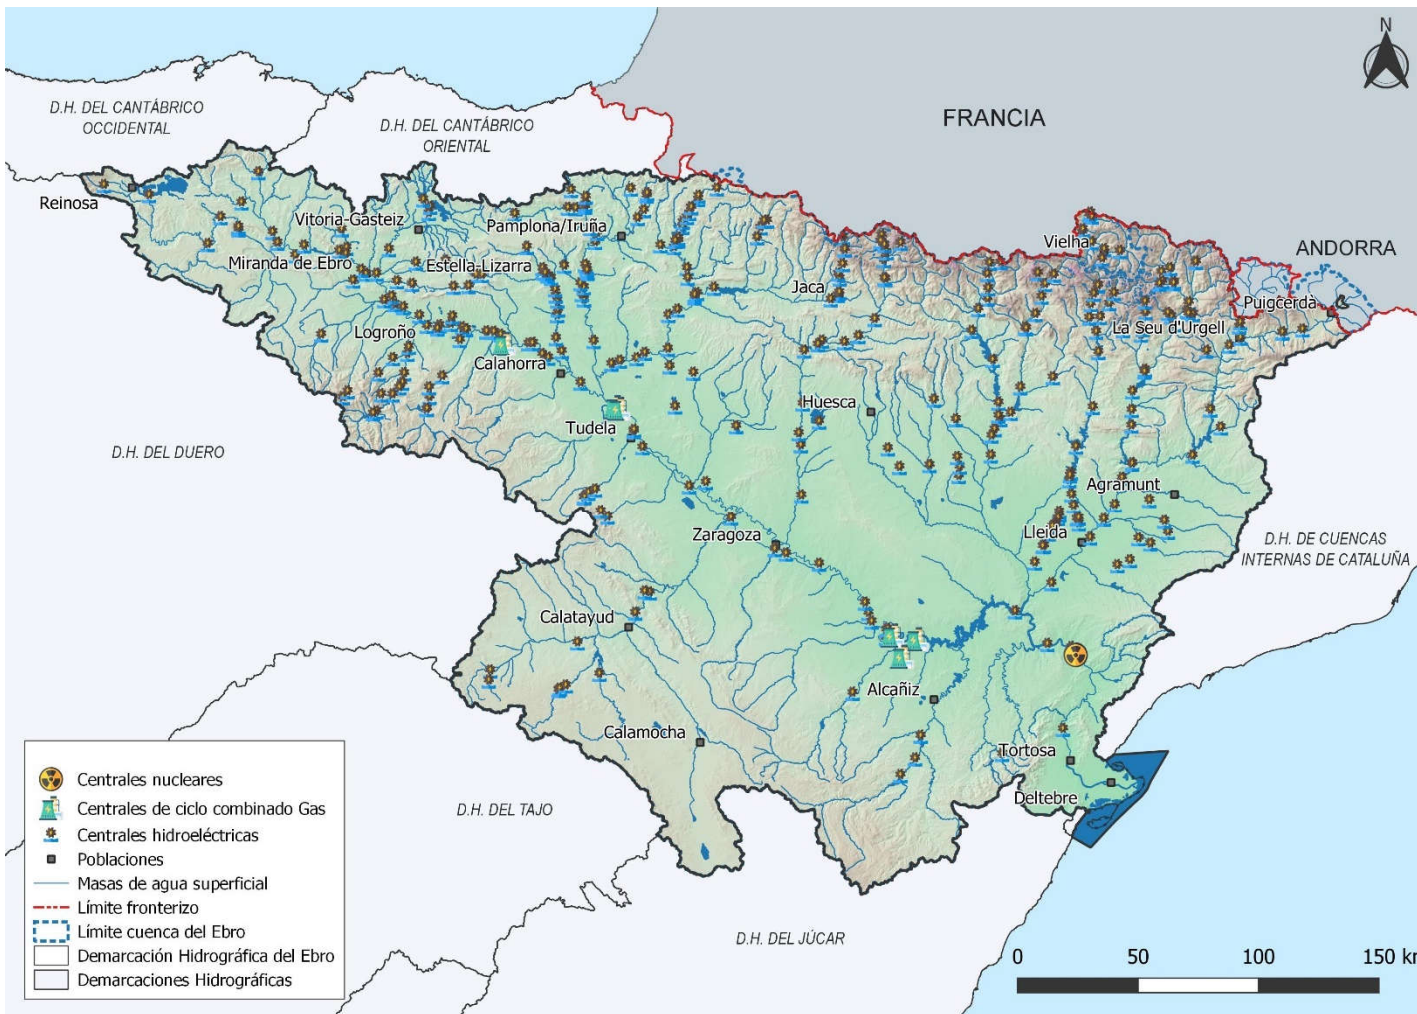 N
D.H. DEL CANTÁBRICO
OCCIDENTAL
D.H. DEL CANTÁBRICO
ORIENTAL
FRANCIA
Reinosa
Vitoria-Gasteiz
Pamplona/Iruña
Vielha
ANDORRA
Miranda de Ebro
Estella-Lizarra
Jaca
Puigcerdà
Logroño
La Seu d'Urgell
Calahorra
Huesca
Tudela
D.H. DEL DUERO
Agramunt
Zaragoza
Lleida
D.H. DE CUENCAS
INTERNAS DE CATALUÑA
Calatayud
Alcañiz
Calamocha
Tortosa
Deltebre
D.H. DEL TAJO
D.H. DEL JÚCAR
Centrales nucleares
Centrales de ciclo combinado Gas
Centrales hidroeléctricas
Poblaciones
Masas de agua superficial
Límite fronterizo
Límite cuenca del Ebro
Demarcación Hidrográfica del Ebro
Demarcaciones Hidrográficas
0 50 100 150 km